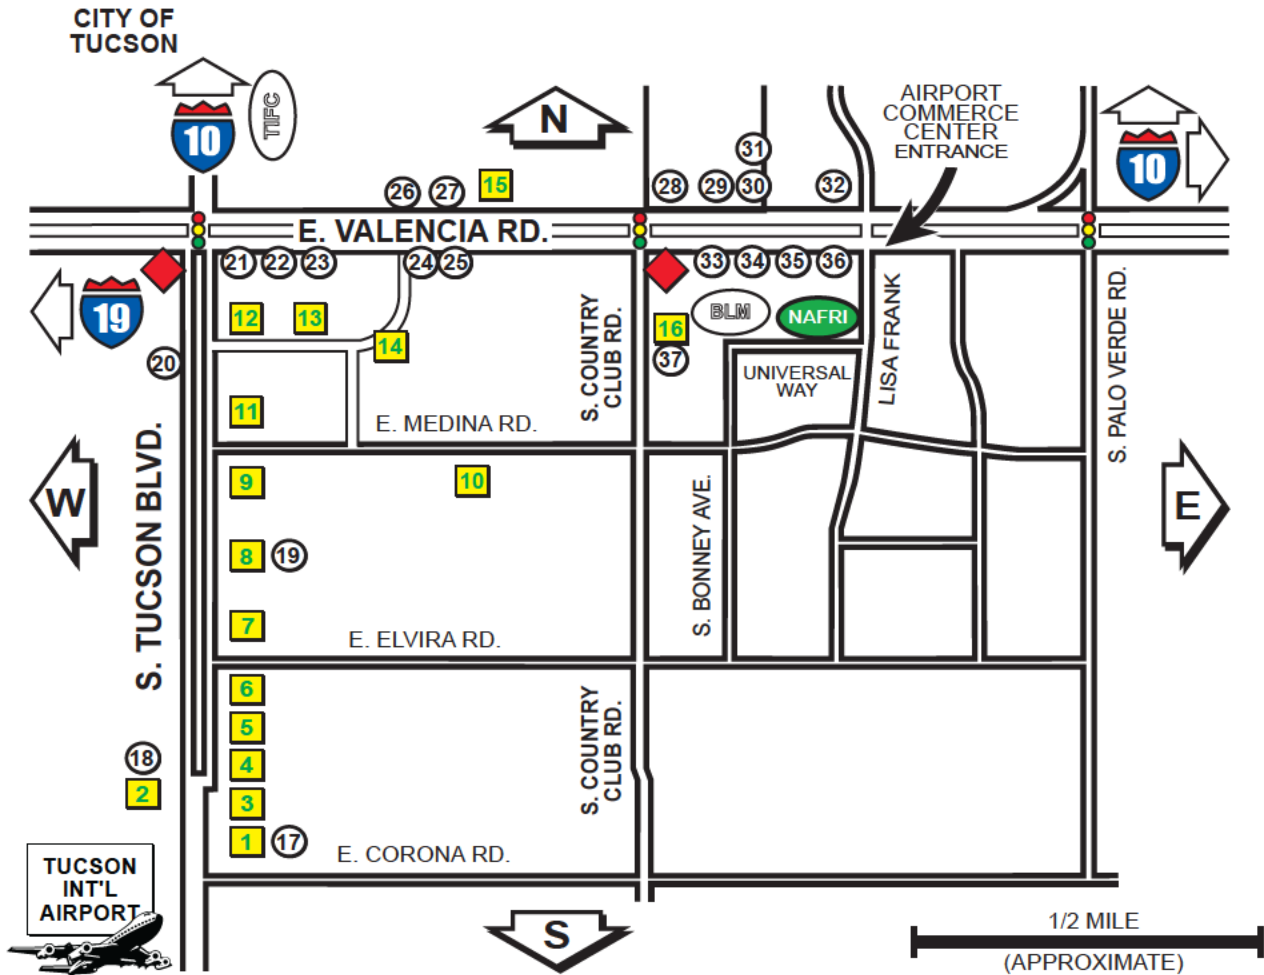 CITY OF
TUCSON
10
TIFC
N
AIRPORT
COMMERCE
CENTER
ENTRANCE
10
31
26
27
15
28
29
30
32
E. VALENCIA RD.
21
22
23
24
25
33
34
35
36
19
12
13
14
16
37
BLM
NAFRI
20
S. COUNTRY
CLUB RD.
UNIVERSAL
WAY
LISA FRANK
S. PALO VERDE RD.
11
E. MEDINA RD.
W
S. TUCSON BLVD.
9
10
E
8
19
S. BONNEY AVE.
7
E. ELVIRA RD.
6
5
4
3
1
17
18
2
S. COUNTRY
CLUB RD.
E. CORONA RD.
TUCSON
INT'L
AIRPORT
S
1/2 MILE
(APPROXIMATE)